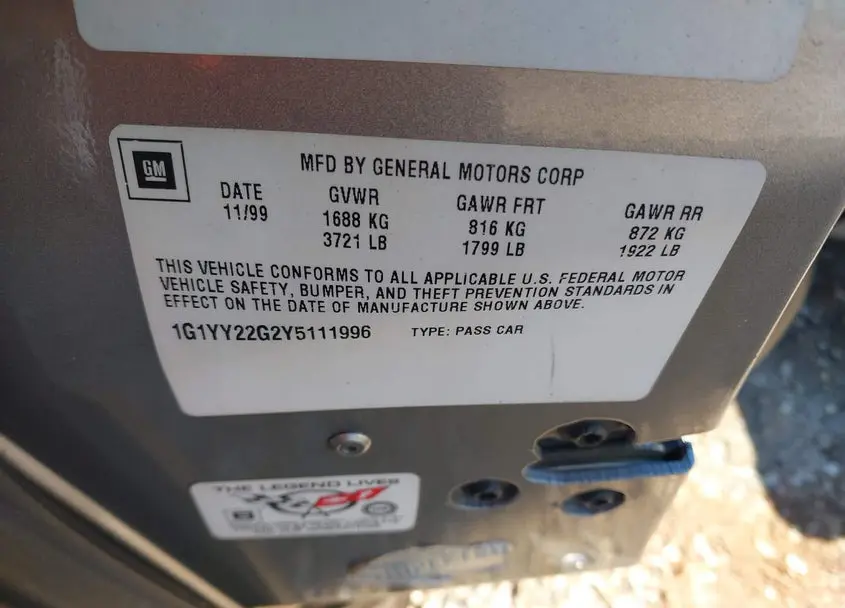 GM
MFD BY GENERAL MOTORS CORP
DATE GVWR GAWR FRT GAWR RR
11/99 1688 KG 816 KG 872 KG
3721 LB 1799 LB 1922 LB
THIS VEHICLE CONFORMS TO ALL APPLICABLE U.S. FEDERAL MOTOR
VEHICLE SAFETY, BUMPER, AND THEFT PREVENTION STANDARDS IN
EFFECT ON THE DATE OF MANUFACTURE SHOWN ABOVE.
1G1YY22G2Y5111996 TYPE: PASS CAR
THE LEGEND LIVES